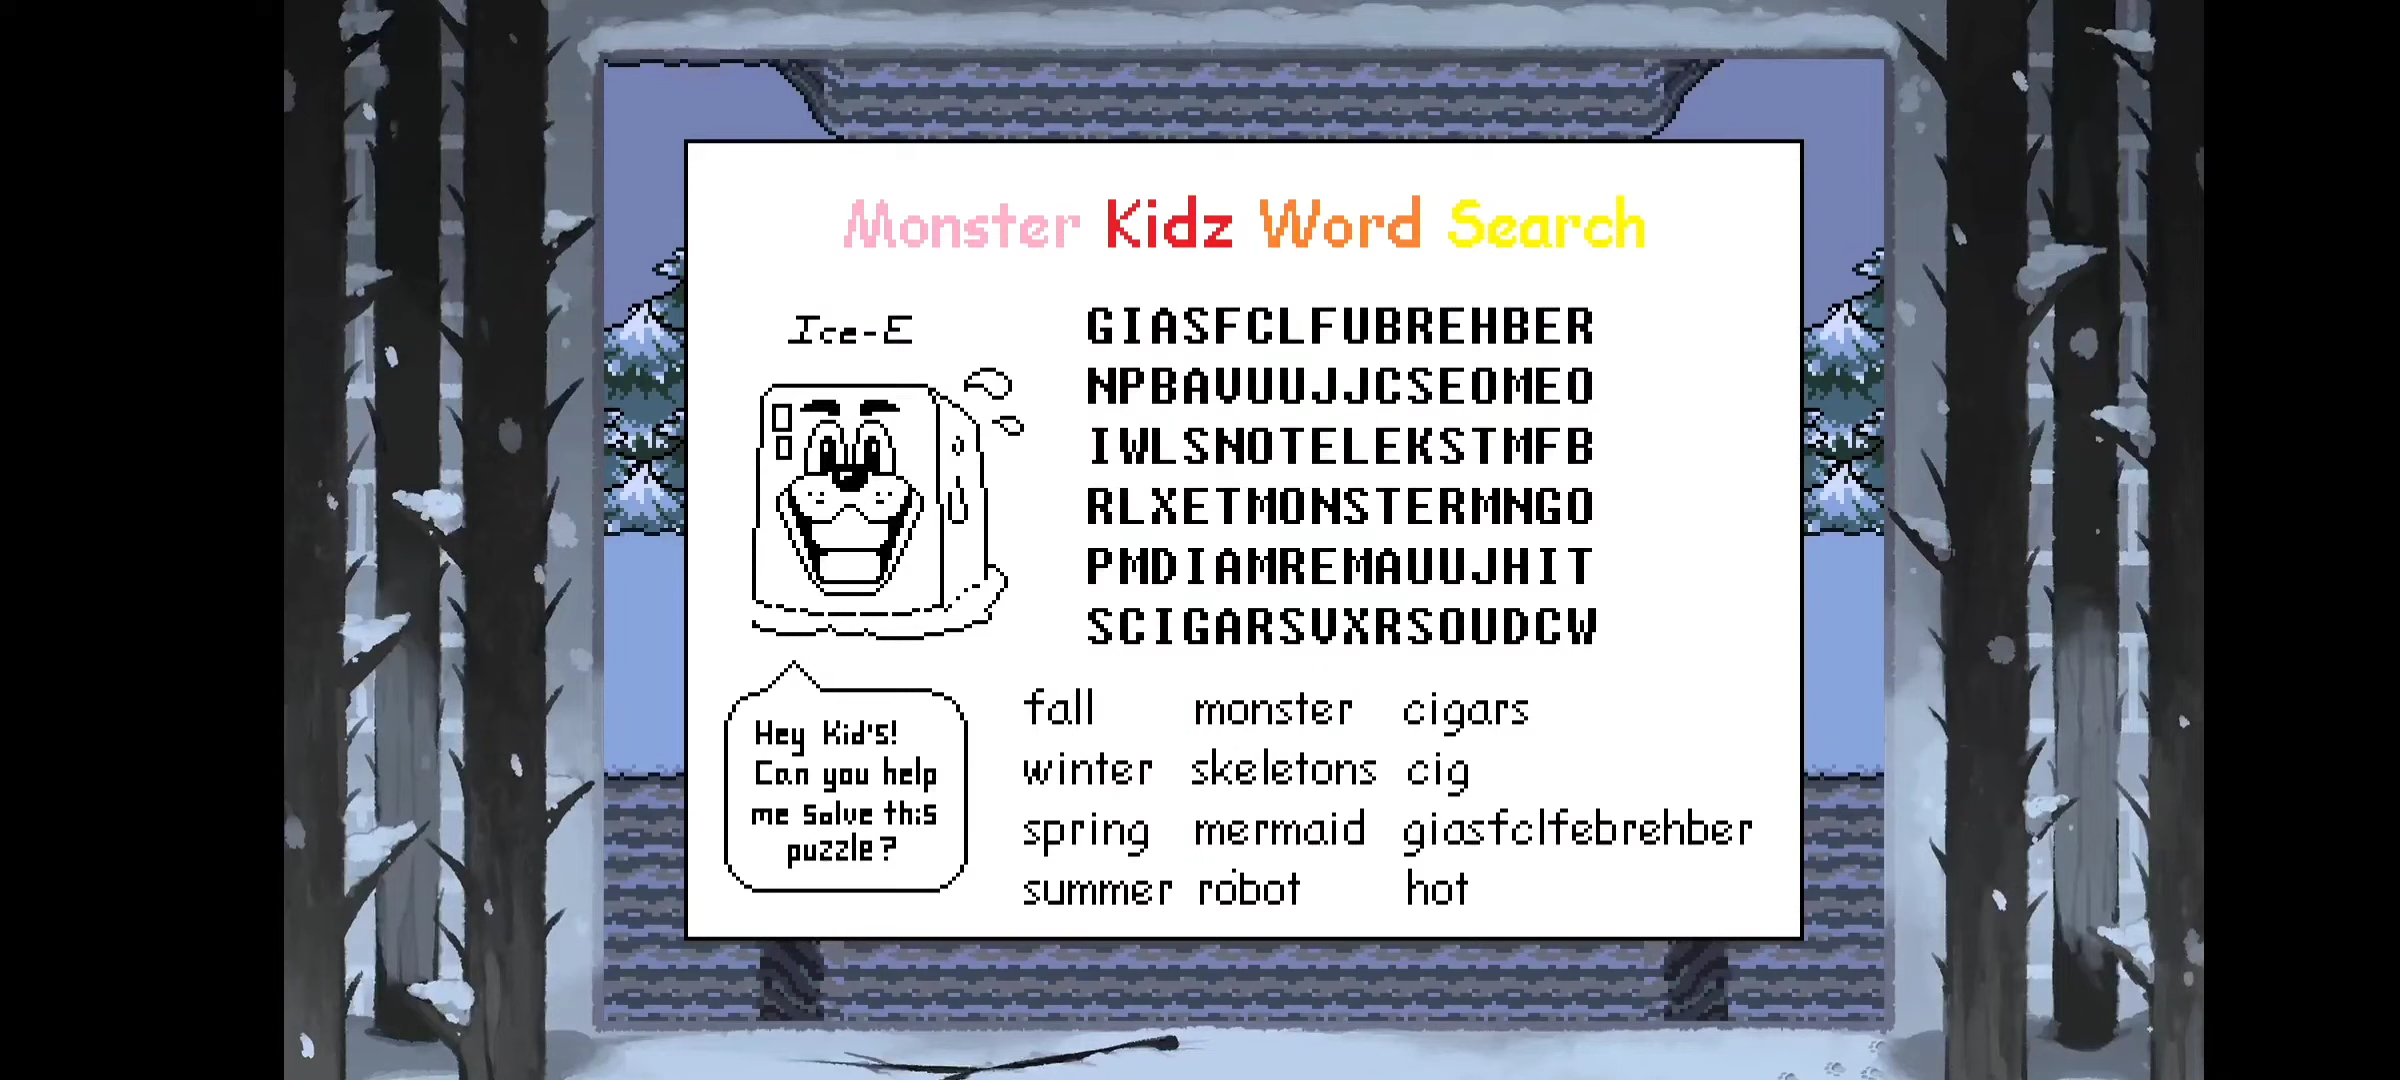 Monster Kidz Word Search
Ice-E
GIASFCLFUBREHBER
NPBAVUUJJCSEOMEO
IWLSNOTELEKSTMFB
RLXETMONSTERMNGO
PMDIAMREMAUUJHIT
SCIGARSVXRSOUDCW
Hey Kid's!
Can you help
me Solve thiS
puzzle?
fall monster cigars
winter skeletons cig
spring mermaid giasfclfebrehber
summer robot hot